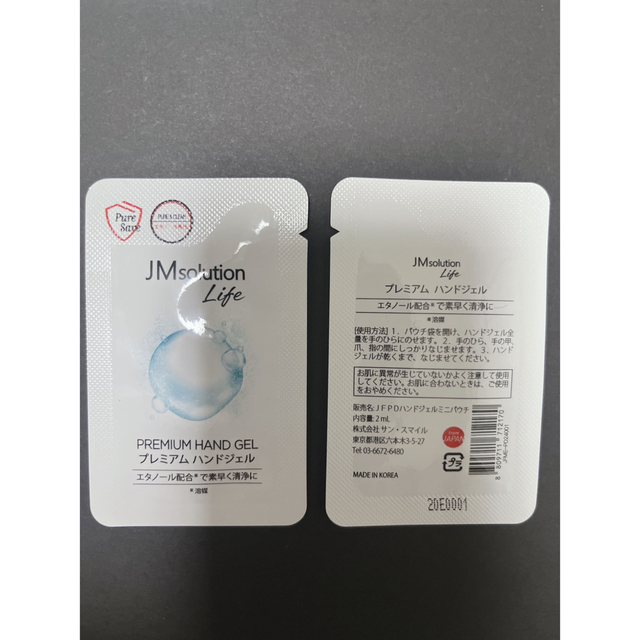 Pure
Save
PURE & CLEAN
JMsolution
Life
PREMIUM HAND GEL
プレミアム ハンドジェル
エタノール配合*で素早く清浄に
*溶媒
JMsolution
Life
プレミアム ハンドジェル
エタノール配合*で素早く清浄に
*溶媒
[使用方法] 1．パウチ袋を開け、ハンドジェル全
量を手のひらにのせます。2．手のひら、手の甲、
爪、指の間にしっかりなじませます。3．ハンド
ジェルが乾くまで、なじませてください。
お肌に異常が生じていないかよく注意して使用
してください。お肌に合わないときは、ご使用
をおやめください。
販売名:JFPDハンドジェルミニパウチ
内容量:2 mL
株式会社 サン・スマイル
東京都港区六本木3-5-27
Tel: 03-6672-6480
MADE IN KOREA
JAPAN
プラ
8 809711 712170
20E0001